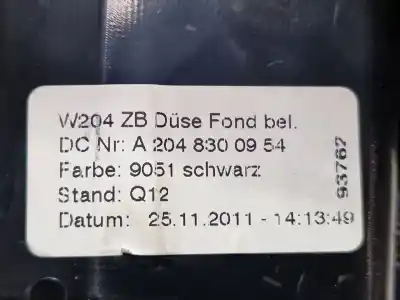 W204 ZB Düse Fond bel.
DC Nr: A 204 830 09 54
Farbe: 9051 schwarz
Stand: Q12
Datum: 25.11.2011 - 14:13:49
93762